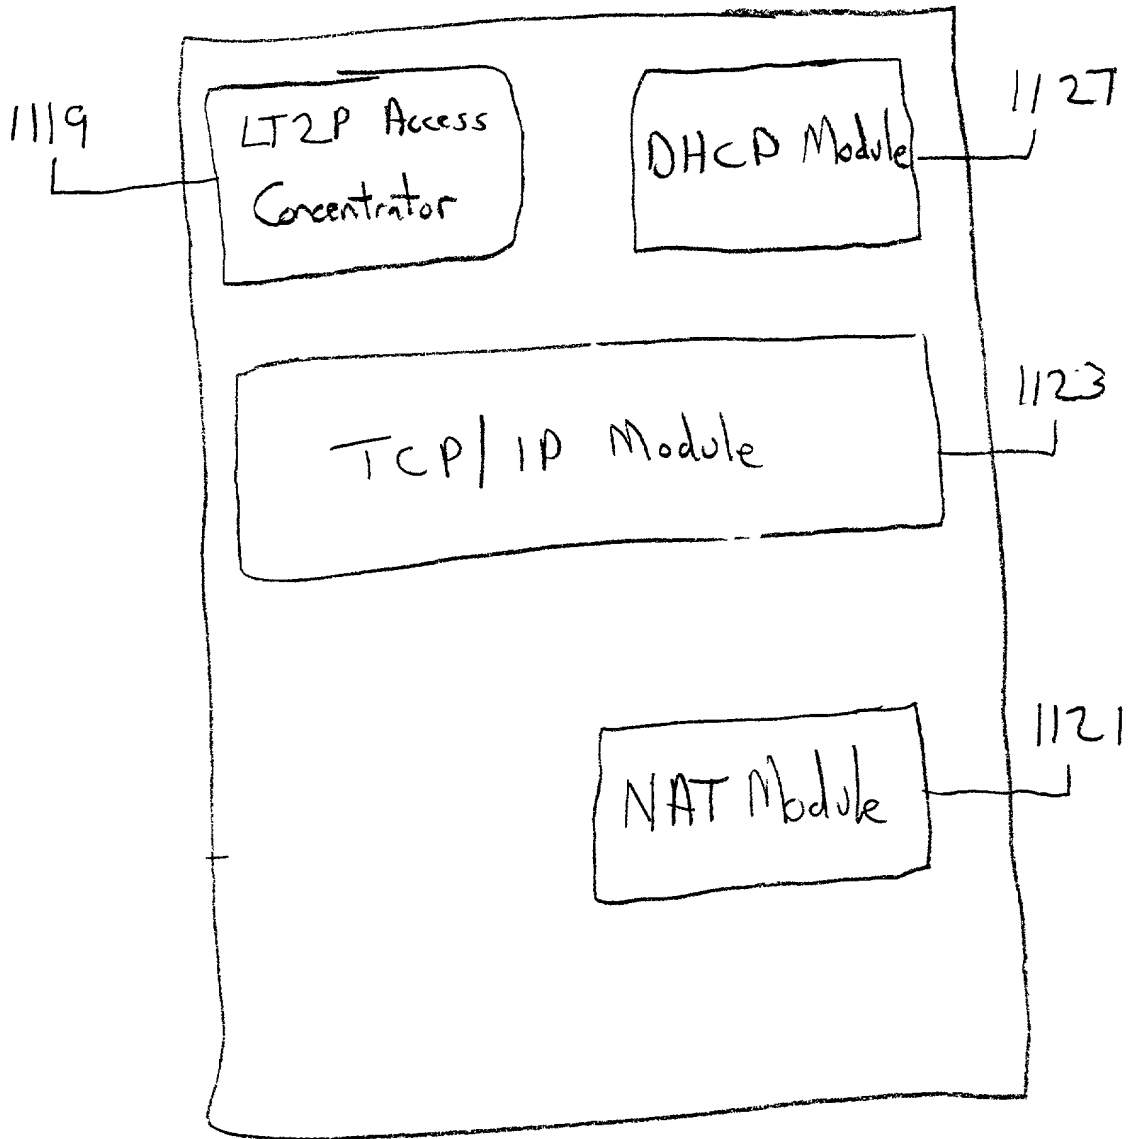 1119
LT2P Access
Concentrator
DHCP Module
1127
TCP/IP Module
1123
NAT Module
1121